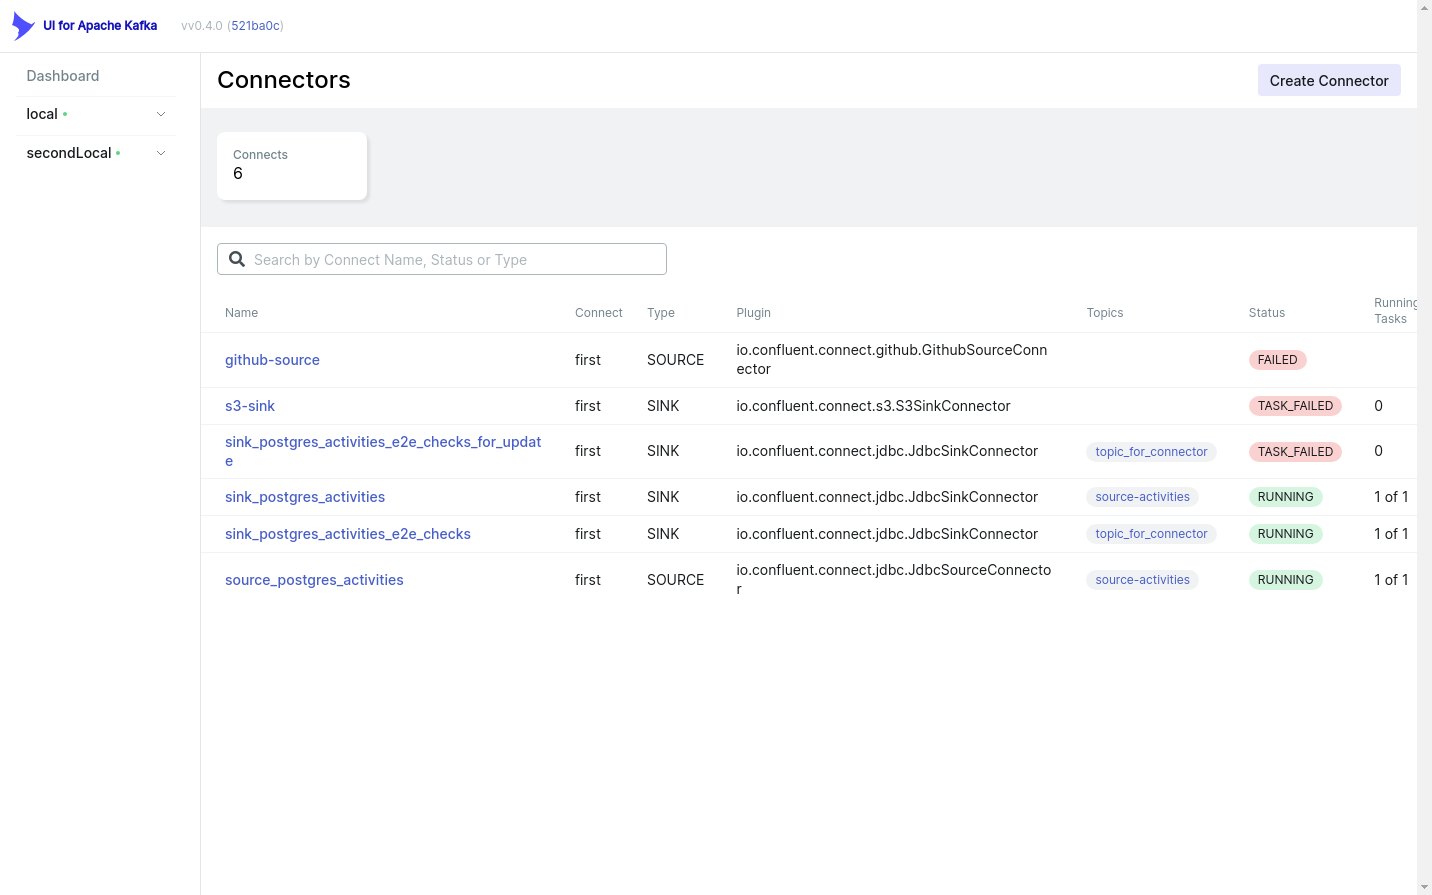 UI for Apache Kafka vv0.4.0 (521ba0c)
Dashboard
local
secondLocal
Connectors
Create Connector
Connects
6
Search by Connect Name, Status or Type
Name Connect Type Plugin Topics Status Running
Tasks
github-source first SOURCE io.confluent.connect.github.GithubSourceConn
ector FAILED
s3-sink first SINK io.confluent.connect.s3.S3SinkConnector TASK_FAILED 0
sink_postgres_activities_e2e_checks_for_updat
e first SINK io.confluent.connect.jdbc.JdbcSinkConnector topic_for_connector TASK_FAILED 0
sink_postgres_activities first SINK io.confluent.connect.jdbc.JdbcSinkConnector source-activities RUNNING 1 of 1
sink_postgres_activities_e2e_checks first SINK io.confluent.connect.jdbc.JdbcSinkConnector topic_for_connector RUNNING 1 of 1
source_postgres_activities first SOURCE io.confluent.connect.jdbc.JdbcSourceConnecto
r source-activities RUNNING 1 of 1